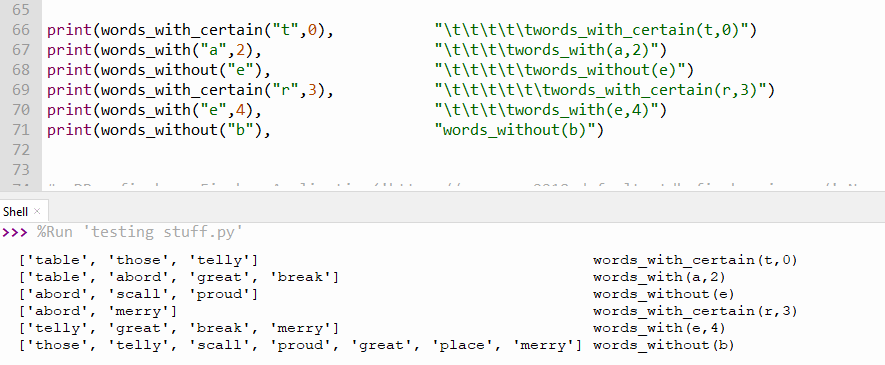 65
66 print(words_with_certain("t",0), "\t\t\t\t\twords_with_certain(t,0)")
67 print(words_with("a",2), "\t\t\t\twords_with(a,2)")
68 print(words_without("e"), "\t\t\t\t\twords_without(e)")
69 print(words_with_certain("r",3), "\t\t\t\t\t\twords_with_certain(r,3)")
70 print(words_with("e",4), "\t\t\t\twords_with(e,4)")
71 print(words_without("b"), "words_without(b)")
72
73
Shell ×
>>> %Run 'testing stuff.py'
['table', 'those', 'telly'] words_with_certain(t,0)
['table', 'abord', 'great', 'break'] words_with(a,2)
['abord', 'scall', 'proud'] words_without(e)
['abord', 'merry'] words_with_certain(r,3)
['telly', 'great', 'break', 'merry'] words_with(e,4)
['those', 'telly', 'scall', 'proud', 'great', 'place', 'merry'] words_without(b)